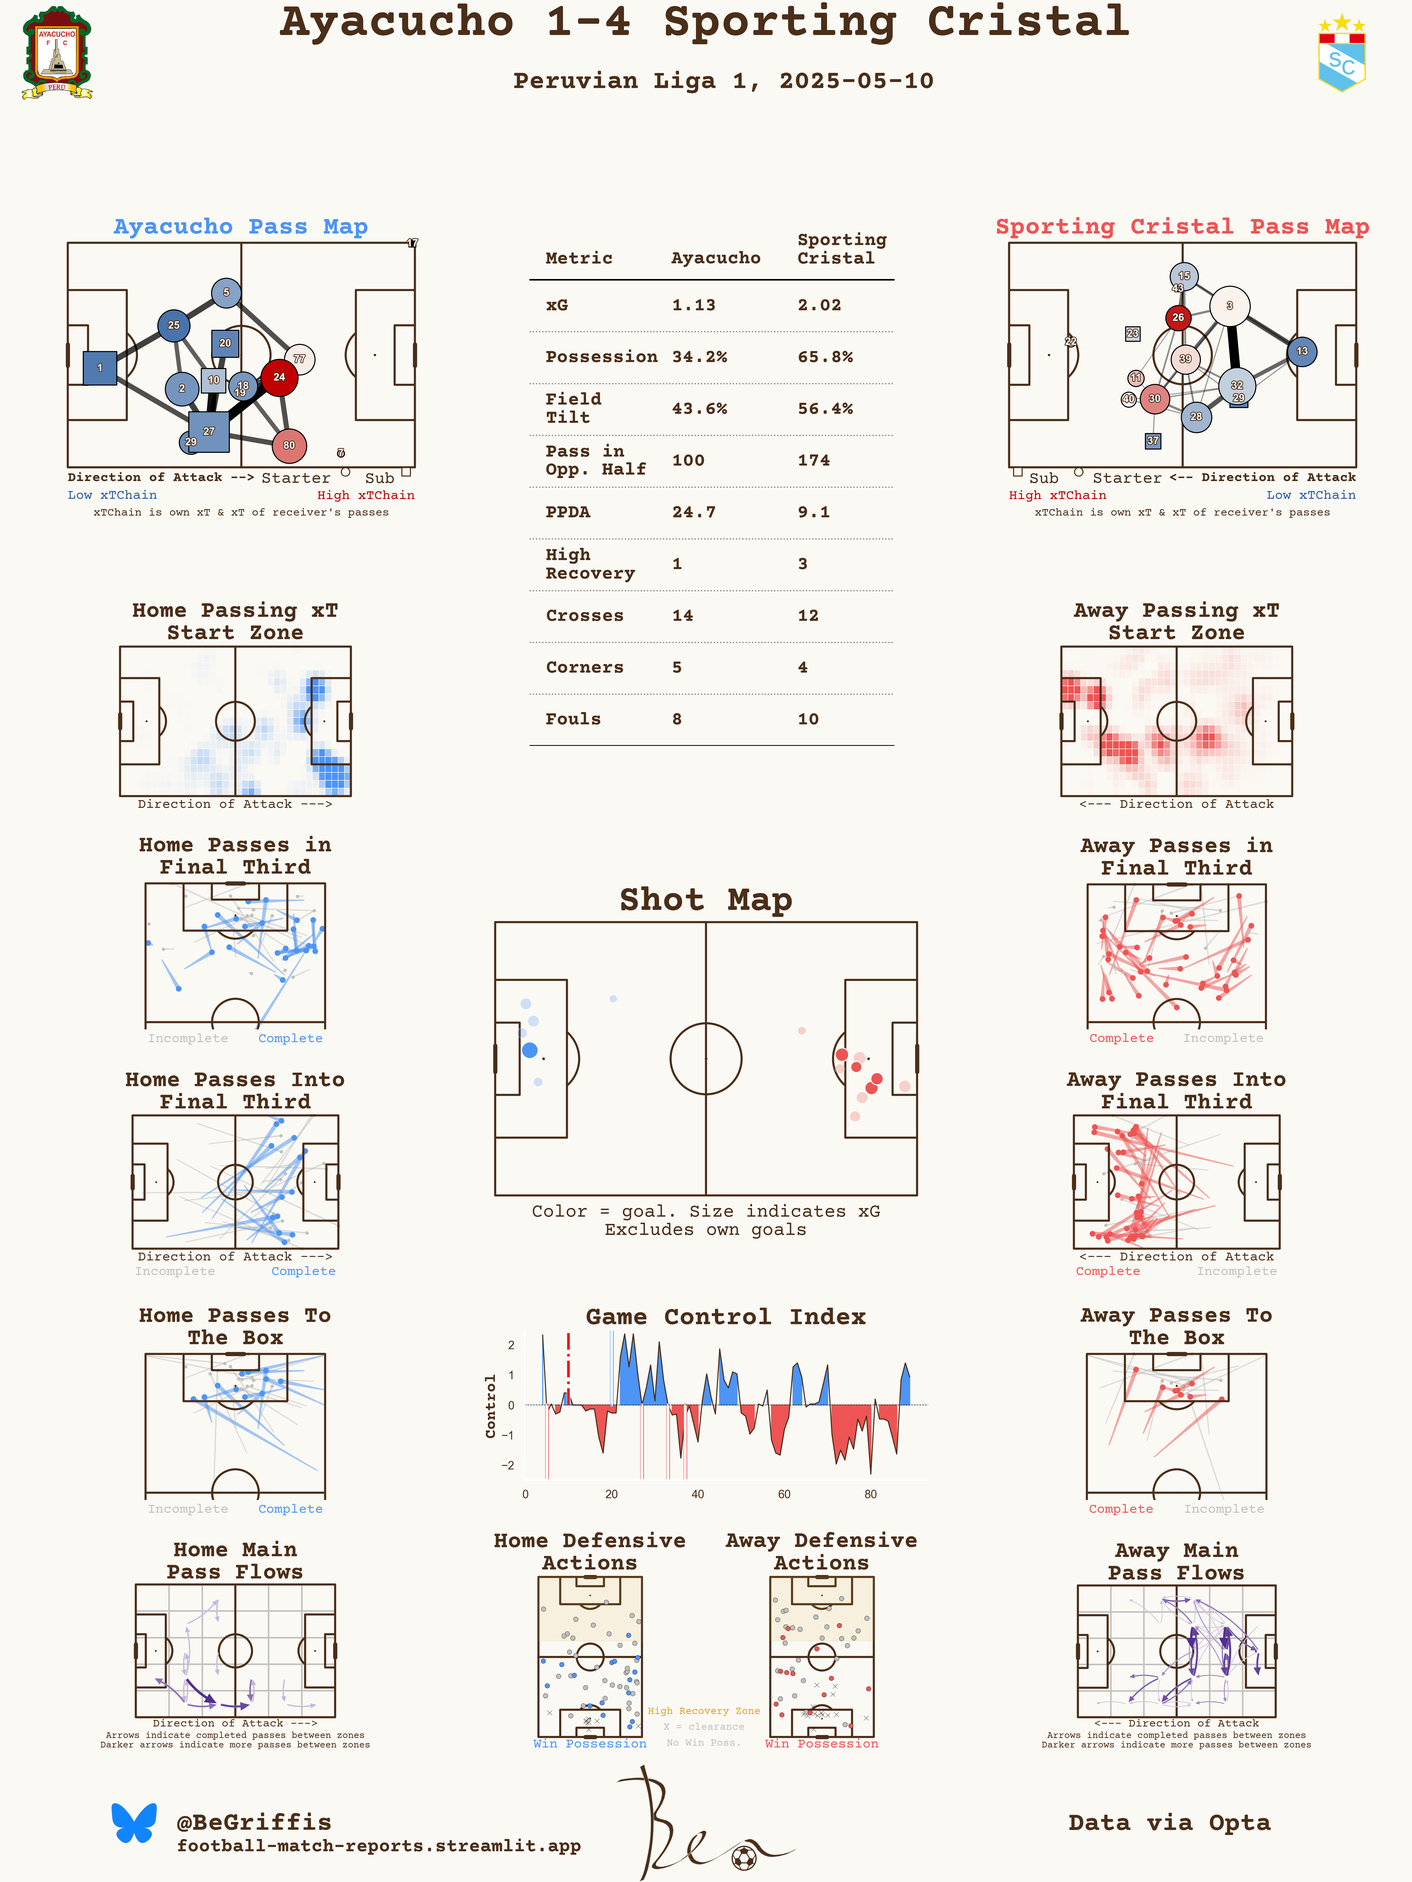 Ayacucho 1-4 Sporting Cristal
Peruvian Liga 1, 2025-05-10
AYACUCHO
F C
PERU
SC
Ayacucho Pass Map
17
5
25
20
77
1
24
10
18
2
19
27
29
80
7
Direction of Attack --> Starter Sub
Low xTChain High xTChain
xTChain is own xT & xT of receiver's passes
Metric Ayacucho Sporting Cristal
xG 1.13 2.02
Possession 34.2% 65.8%
Field Tilt 43.6% 56.4%
Pass in Opp. Half 100 174
PPDA 24.7 9.1
High Recovery 1 3
Crosses 14 12
Corners 5 4
Fouls 8 10
Sporting Cristal Pass Map
15
43
3
26
23
22
13
39
11
32
40
30
29
28
37
Sub Starter <-- Direction of Attack
High xTChain Low xTChain
xTChain is own xT & xT of receiver's passes
Home Passing xT
Start Zone
Direction of Attack --->
Away Passing xT
Start Zone
<--- Direction of Attack
Home Passes in
Final Third
Incomplete Complete
Away Passes in
Final Third
Complete Incomplete
Shot Map
Color = goal. Size indicates xG
Excludes own goals
Home Passes Into
Final Third
Direction of Attack --->
Incomplete Complete
Away Passes Into
Final Third
<--- Direction of Attack
Complete Incomplete
Game Control Index
Control
2
1
0
−1
−2
0 20 40 60 80
Home Passes To
The Box
Incomplete Complete
Away Passes To
The Box
Complete Incomplete
Home Main
Pass Flows
Direction of Attack --->
Arrows indicate completed passes between zones
Darker arrows indicate more passes between zones
Home Defensive
Actions
Win Possession
Away Defensive
Actions
Win Possession
High Recovery Zone
X = clearance
No Win Poss.
Away Main
Pass Flows
<--- Direction of Attack
Arrows indicate completed passes between zones
Darker arrows indicate more passes between zones
@BeGriffis
football-match-reports.streamlit.app
Ben
Data via Opta